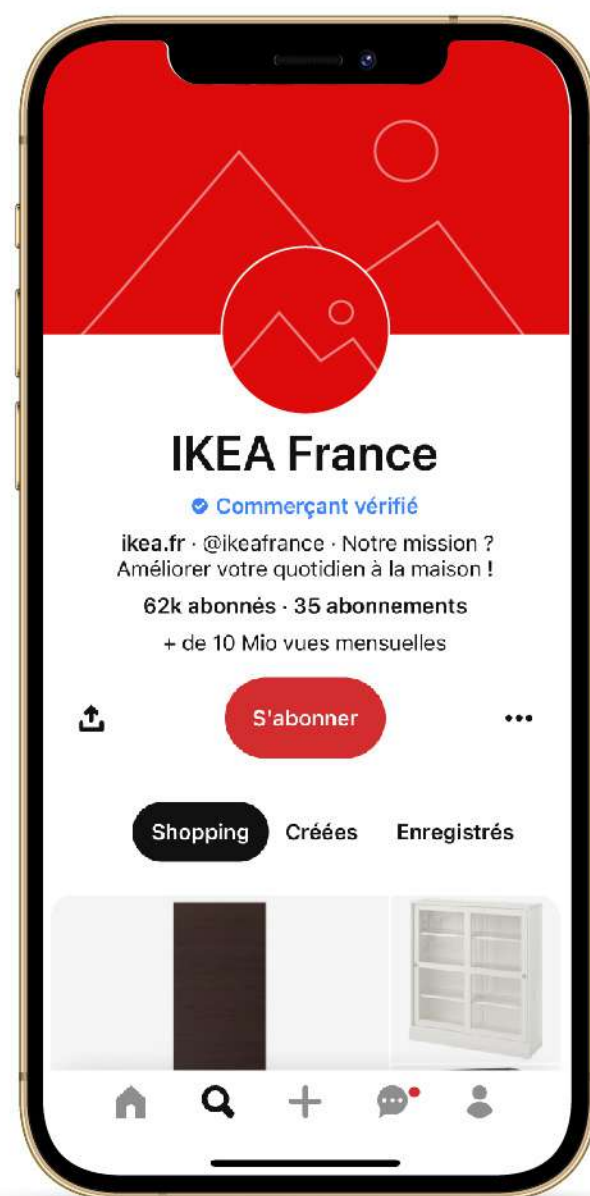 IKEA France
Commerçant vérifié
ikea.fr · @ikeafrance · Notre mission ?
Améliorer votre quotidien à la maison !
62k abonnés · 35 abonnements
+ de 10 Mio vues mensuelles
S'abonner
Shopping Créées Enregistrés